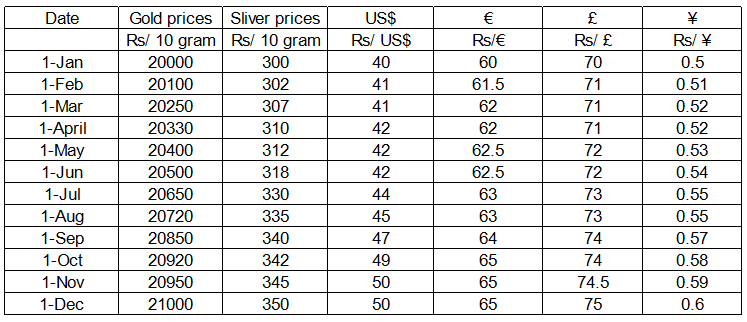 Date Gold prices Sliver prices US$ € £ ¥
Rs/ 10 gram Rs/ 10 gram Rs/ US$ Rs/€ Rs/ £ Rs/ ¥
1-Jan 20000 300 40 60 70 0.5
1-Feb 20100 302 41 61.5 71 0.51
1-Mar 20250 307 41 62 71 0.52
1-April 20330 310 42 62 71 0.52
1-May 20400 312 42 62.5 72 0.53
1-Jun 20500 318 42 62.5 72 0.54
1-Jul 20650 330 44 63 73 0.55
1-Aug 20720 335 45 63 73 0.55
1-Sep 20850 340 47 64 74 0.57
1-Oct 20920 342 49 65 74 0.58
1-Nov 20950 345 50 65 74.5 0.59
1-Dec 21000 350 50 65 75 0.6